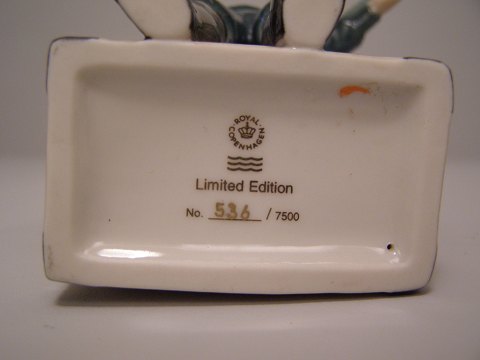 ROYAL
COPENHAGEN
Limited Edition
No. 536 / 7500